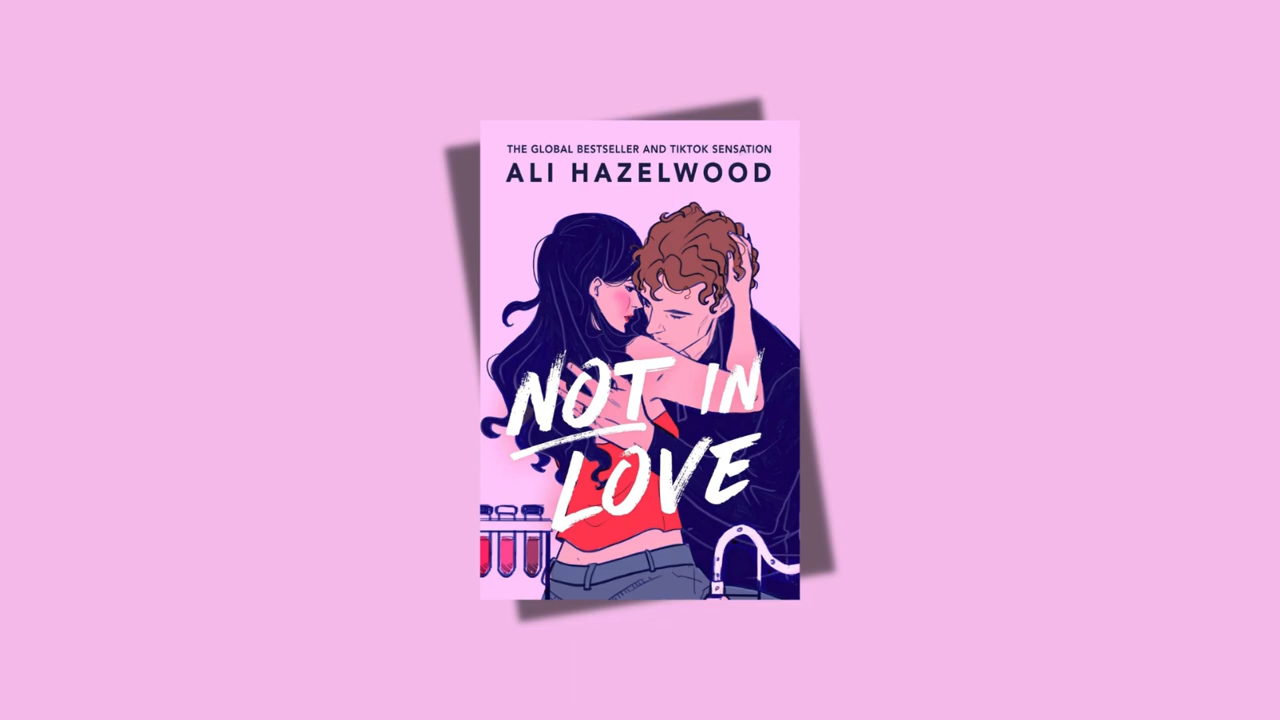 THE GLOBAL BESTSELLER AND TIKTOK SENSATION
ALI HAZELWOOD
NOT IN
LOVE